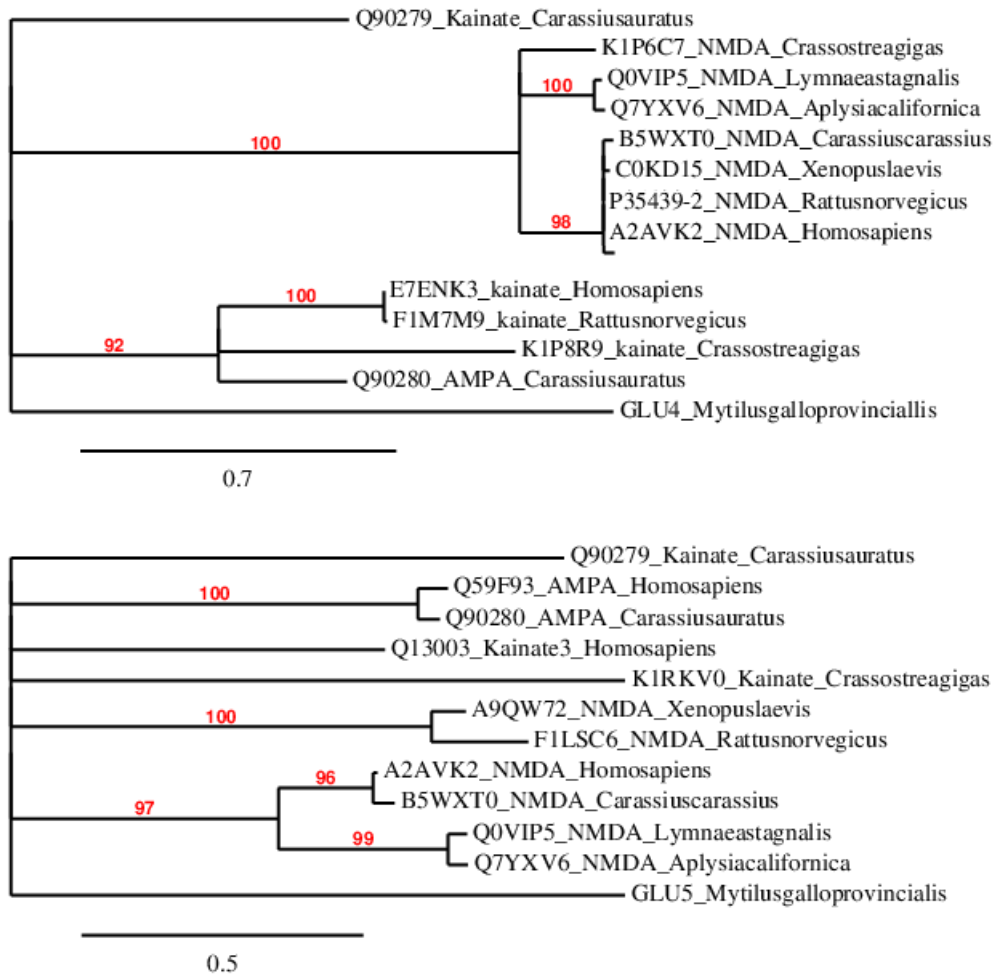 Q90279_Kainate_Carassiusauratus
K1P6C7_NMDA_Crassostreagigas
100
Q0VIP5_NMDA_Lymnaeastagnalis
Q7YXV6_NMDA_Aplysiacalifornica
B5WXT0_NMDA_Carassiuscarassius
100
C0KD15_NMDA_Xenopuslaevis
P35439-2_NMDA_Rattusnorvegicus
98
A2AVK2_NMDA_Homosapiens
E7ENK3_kainate_Homosapiens
100
F1M7M9_kainate_Rattusnorvegicus
92
K1P8R9_kainate_Crassostreagigas
Q90280_AMPA_Carassiusauratus
GLU4_Mytilusgalloprovinciallis
0.7
Q90279_Kainate_Carassiusauratus
Q59F93_AMPA_Homosapiens
100
Q90280_AMPA_Carassiusauratus
Q13003_Kainate3_Homosapiens
K1RKV0_Kainate_Crassostreagigas
A9QW72_NMDA_Xenopuslaevis
100
F1LSC6_NMDA_Rattusnorvegicus
A2AVK2_NMDA_Homosapiens
96
B5WXT0_NMDA_Carassiuscarassius
97
Q0VIP5_NMDA_Lymnaeastagnalis
99
Q7YXV6_NMDA_Aplysiacalifornica
GLU5_Mytilusgalloprovincialis
0.5